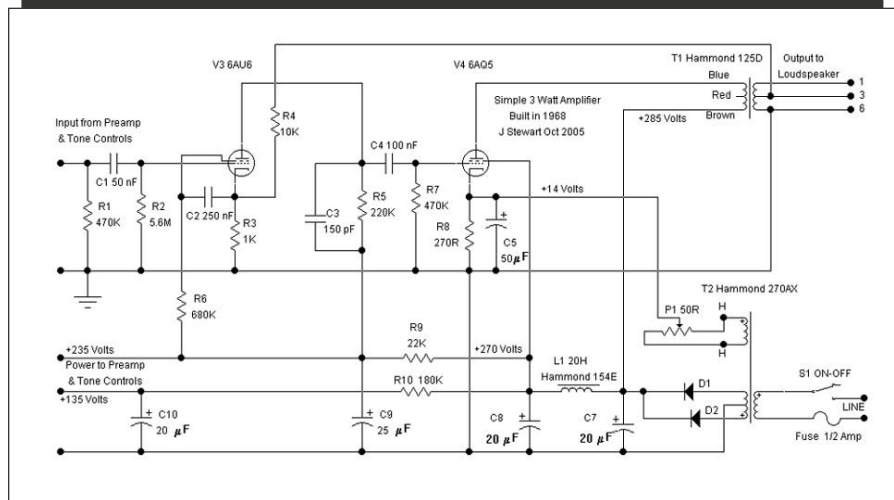 V3 6AU6
V4 6AQ5
T1 Hammond 125D
Output to
Loudspeaker
Blue
Red
Brown
1
3
6
+285 Volts
Simple 3 Watt Amplifier
Built in 1968
J Stewart Oct 2005
R4
10K
Input from Preamp
& Tone Controls
C1 50 nF
C4 100 nF
R1
470K
R2
5.6M
C2 250 nF
R3
1K
C3
150 pF
R5
220K
R7
470K
R8
270R
+14 Volts
C5
50 μF
R6
680K
T2 Hammond 270AX
P1 50R
H
H
R9
22K
+235 Volts
+270 Volts
Power to Preamp
& Tone Controls
+135 Volts
R10 180K
L1 20H
Hammond 154E
D1
D2
S1 ON-OFF
LINE
Fuse 1/2 Amp
C10
20 μF
C9
25 μF
C8
20 μF
C7
20 μF